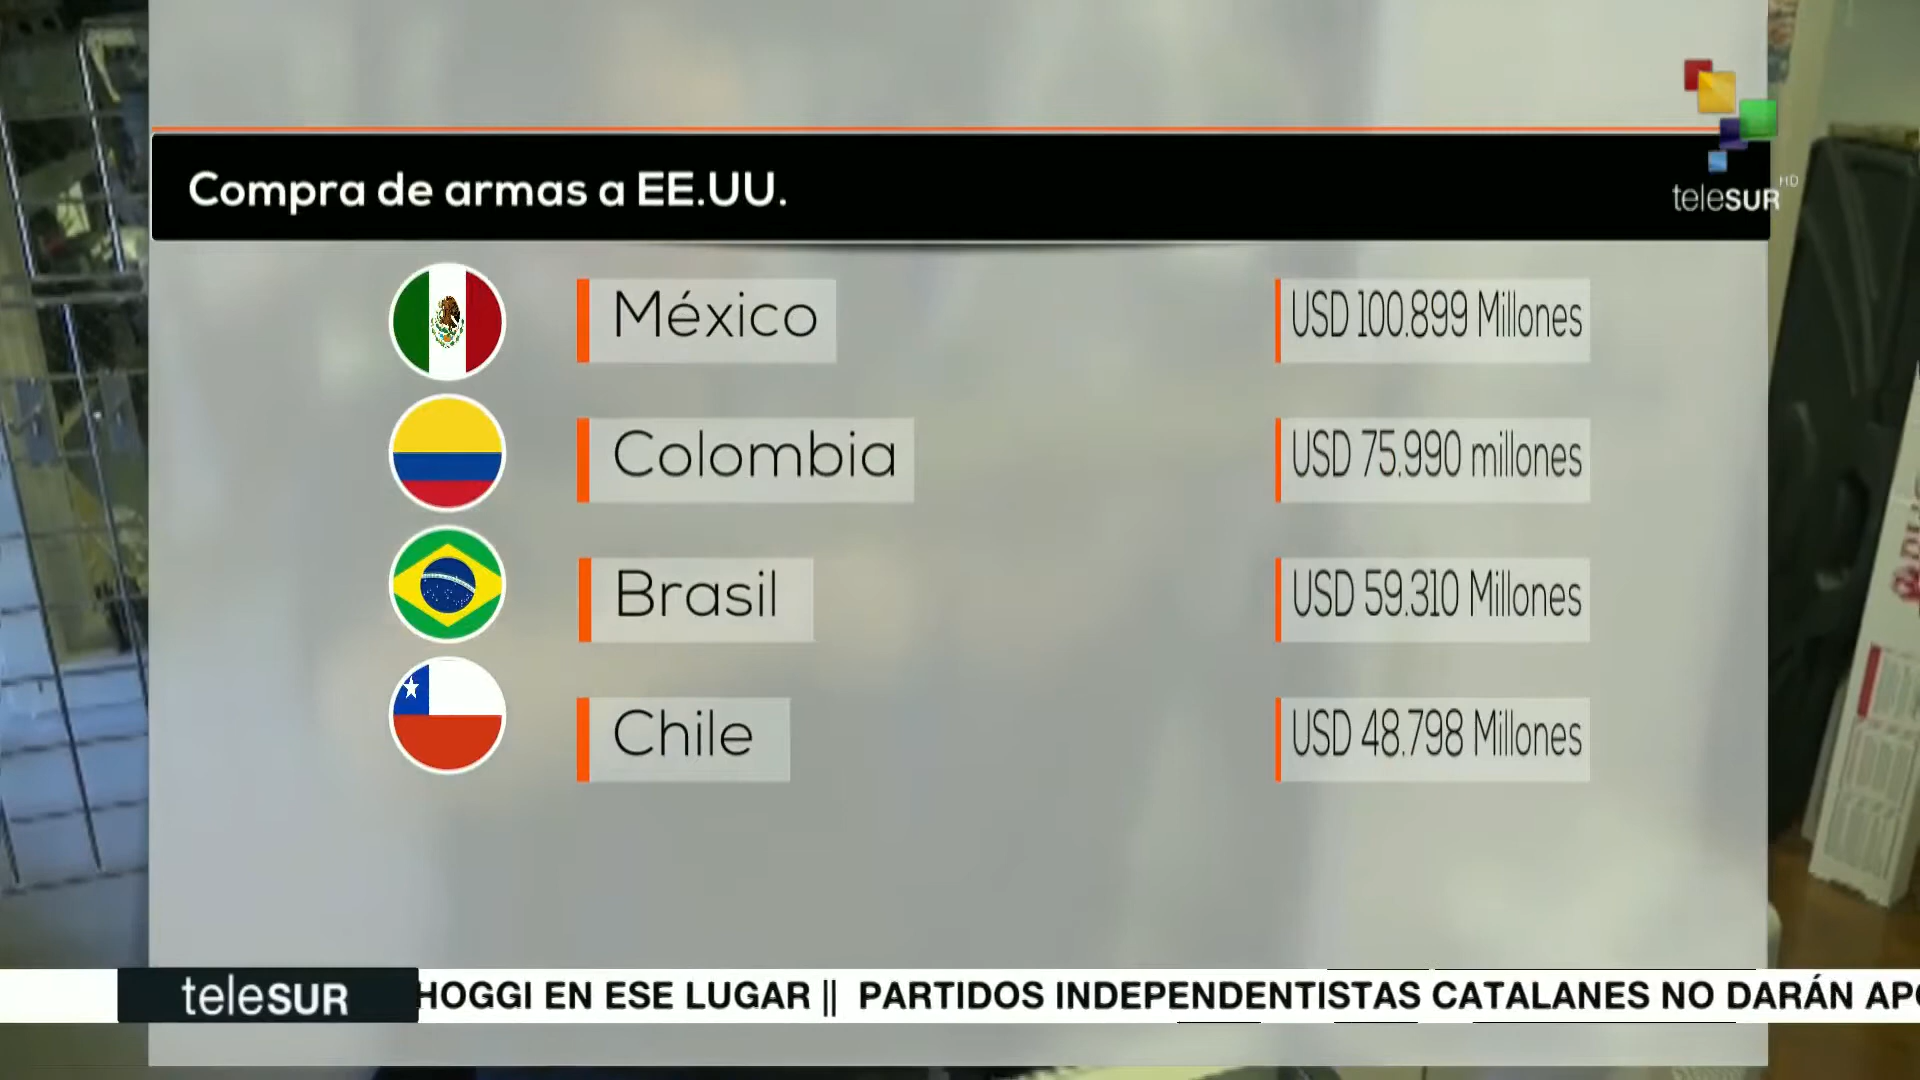 HD
teleSUR
Compra de armas a EE.UU.
México
USD 100.899 Millones
Colombia
USD 75.990 millones
Brasil
USD 59.310 Millones
Chile
USD 48.798 Millones
teleSUR
HOGGI EN ESE LUGAR || PARTIDOS INDEPENDENTISTAS CATALANES NO DARÁN